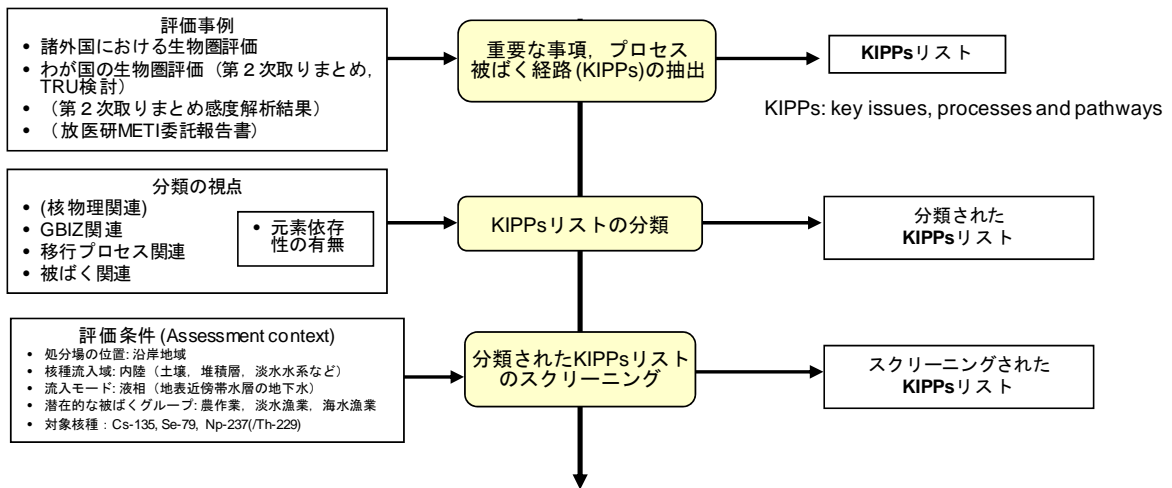 評価事例
• 諸外国における生物圏評価
• わが国の生物圏評価（第２次取りまとめ,
TRU検討）
• （第２次取りまとめ感度解析結果）
• （放医研METI委託報告書）
重要な事項，プロセス
被ばく経路(KIPPs)の抽出
KIPPsリスト
KIPPs: key issues, processes and pathways
分類の視点
• (核物理関連)
• GBIZ関連
• 移行プロセス関連
• 被ばく関連
• 元素依存
性の有無
KIPPsリストの分類
分類された
KIPPsリスト
評価条件 (Assessment context)
• 処分場の位置: 沿岸地域
• 核種流入域: 内陸（土壌，堆積層，淡水水系など）
• 流入モード: 液相（地表近傍帯水層の地下水）
• 潜在的な被ばくグループ: 農作業，淡水漁業，海水漁業
• 対象核種：Cs-135, Se-79, Np-237(/Th-229)
分類されたKIPPsリスト
のスクリーニング
スクリーニングされた
KIPPsリスト